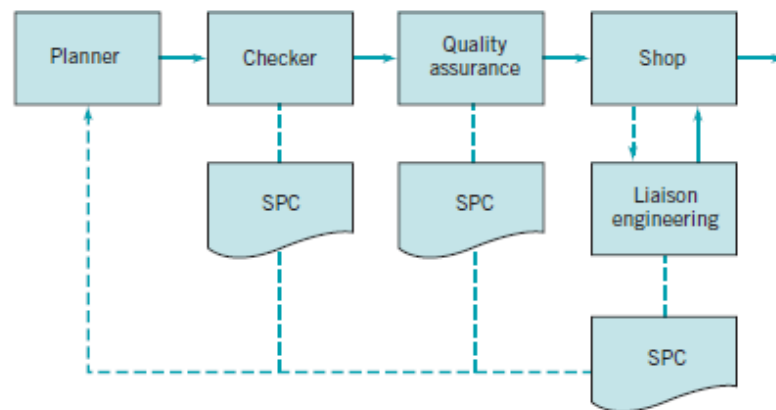 Planner
Checker
Quality
assurance
Shop
SPC
SPC
Liaison
engineering
SPC